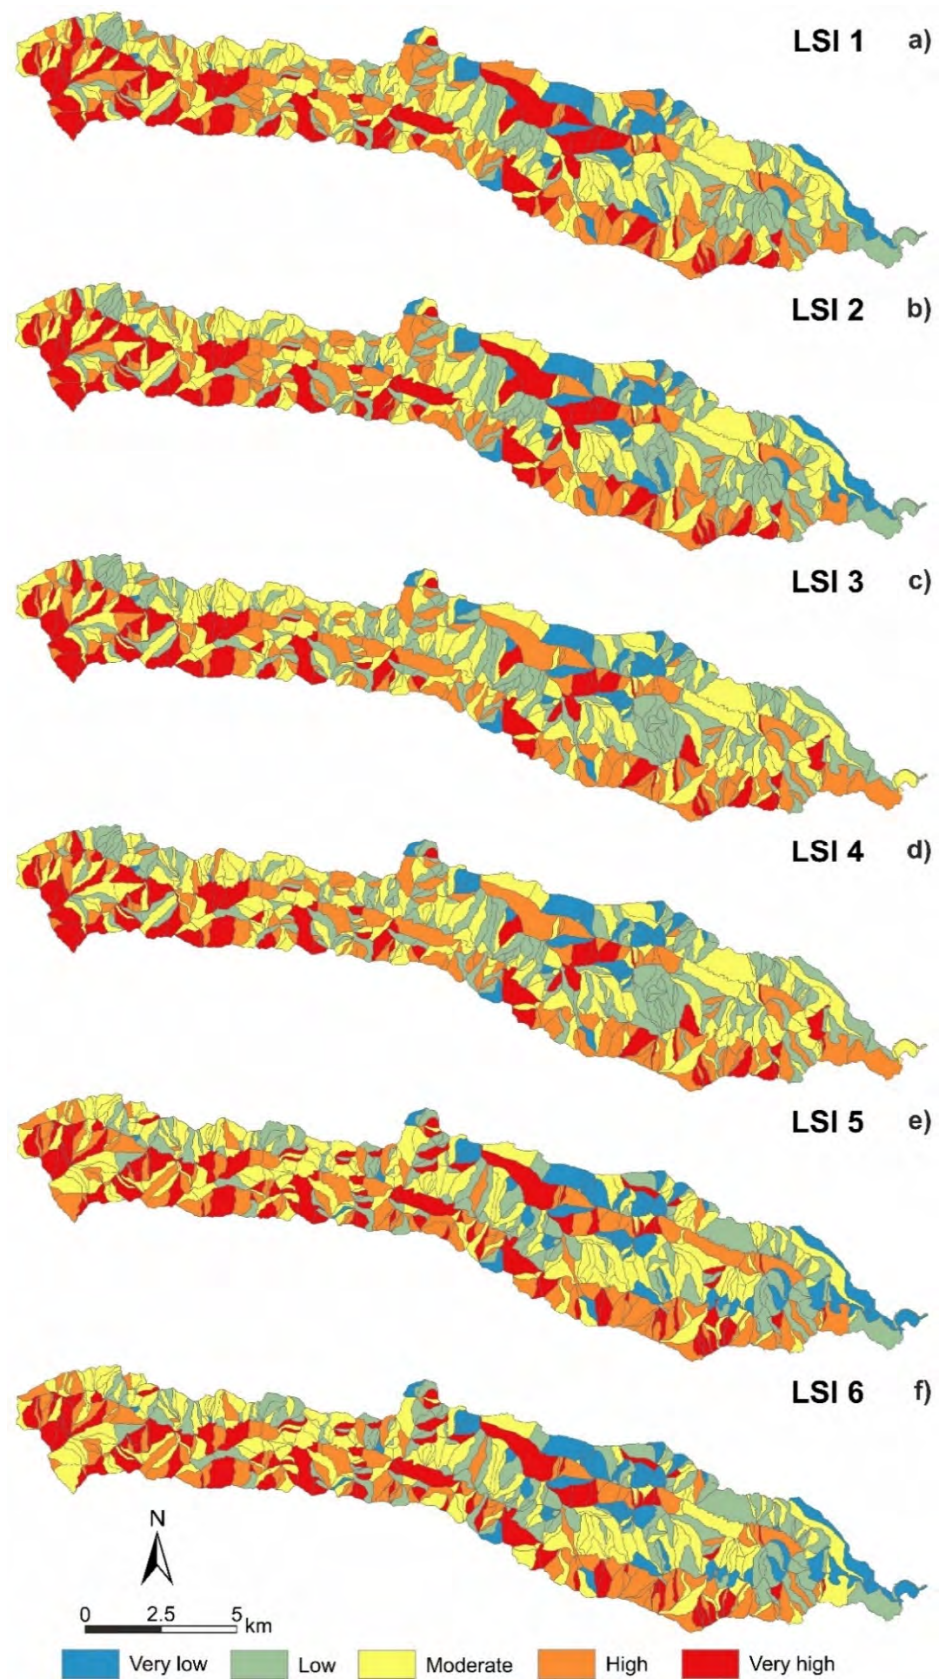 LSI 1 a)
LSI 2 b)
LSI 3 c)
LSI 4 d)
LSI 5 e)
LSI 6 f)
N
0 2.5 5 km
Very low Low Moderate High Very high